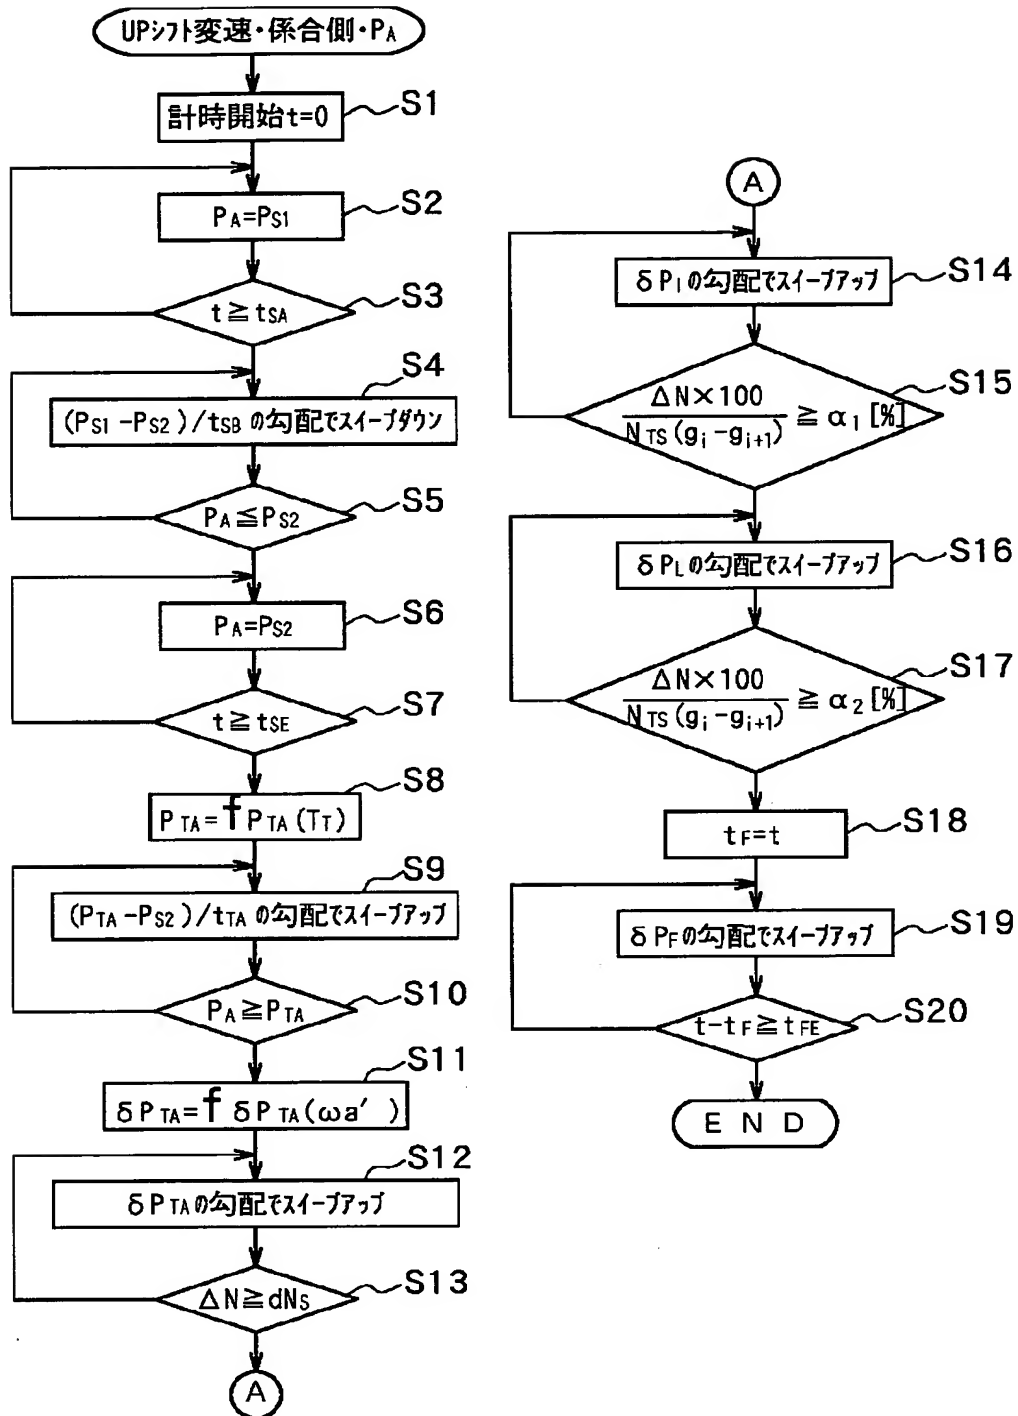 UPシフト変速・係合側・PA
計時開始t=0
S1
PA=PS1
S2
t≧tSA
S3
(PS1-PS2)/tSBの勾配でスイープダウン
S4
PA≦PS2
S5
PA=PS2
S6
t≧tSE
S7
PTA=fPTA(TT)
S8
(PTA-PS2)/tTAの勾配でスイープアップ
S9
PA≧PTA
S10
δPTA=fδPTA(ωa′)
S11
δPTAの勾配でスイープアップ
S12
ΔN≧dNS
S13
A
A
δPIの勾配でスイープアップ
S14
ΔN×100
NTS(gi-gi+1)
≧α1[%]
S15
δPLの勾配でスイープアップ
S16
ΔN×100
NTS(gi-gi+1)
≧α2[%]
S17
tF=t
S18
δPFの勾配でスイープアップ
S19
t-tF≧tFE
S20
END